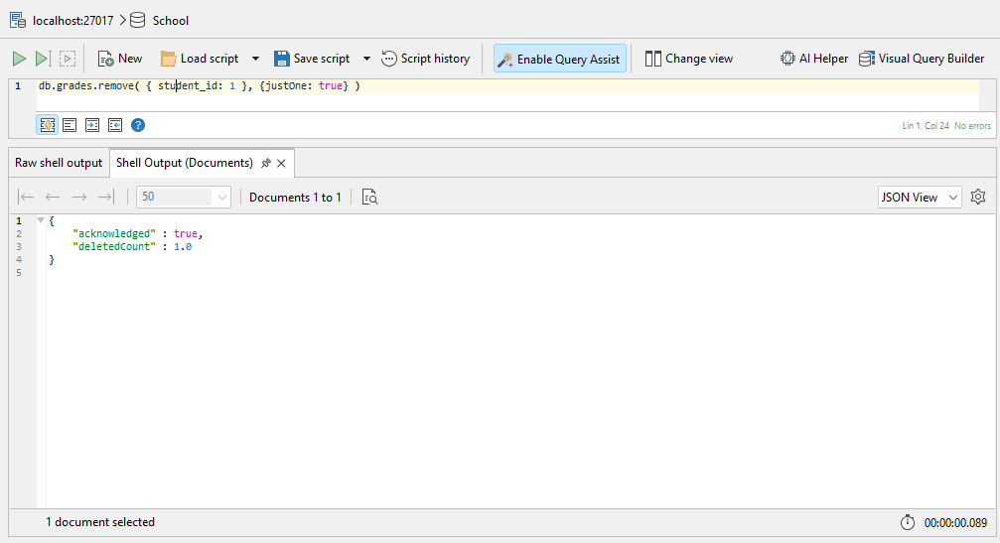 localhost:27017 School
New Load script Save script Script history Enable Query Assist Change view AI Helper Visual Query Builder
1 db.grades.remove( { student_id: 1 }, {justOne: true} )
? Lin 1, Col 24 No errors
Raw shell output Shell Output (Documents)
50 Documents 1 to 1 JSON View
1 {
2 "acknowledged" : true,
3 "deletedCount" : 1.0
4 }
5
1 document selected 00:00:00.089